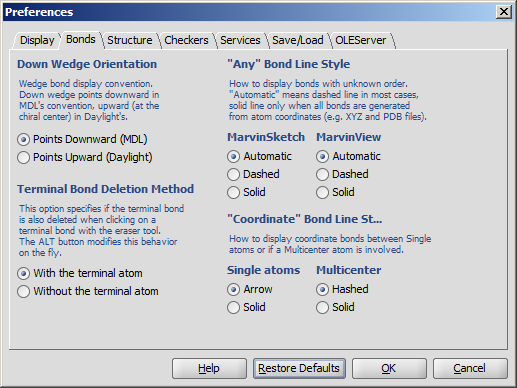 Preferences
Display Bonds Structure Checkers Services Save/Load OLEServer
Down Wedge Orientation
Wedge bond display convention.
Down wedge points downward in
MDL's convention, upward (at the
chiral center) in Daylight's.
Points Downward (MDL)
Points Upward (Daylight)
Terminal Bond Deletion Method
This option specifies if the terminal bond
is also deleted when clicking on a
terminal bond with the eraser tool.
The ALT button modifies this behavior
on the fly.
With the terminal atom
Without the terminal atom
"Any" Bond Line Style
How to display bonds with unknown order.
"Automatic" means dashed line in most cases,
solid line only when all bonds are generated
from atom coordinates (e.g. XYZ and PDB files).
MarvinSketch MarvinView
Automatic Automatic
Dashed Dashed
Solid Solid
"Coordinate" Bond Line St...
How to display coordinate bonds between Single
atoms or if a Multicenter atom is involved.
Single atoms Multicenter
Arrow Hashed
Solid Solid
Help Restore Defaults OK Cancel